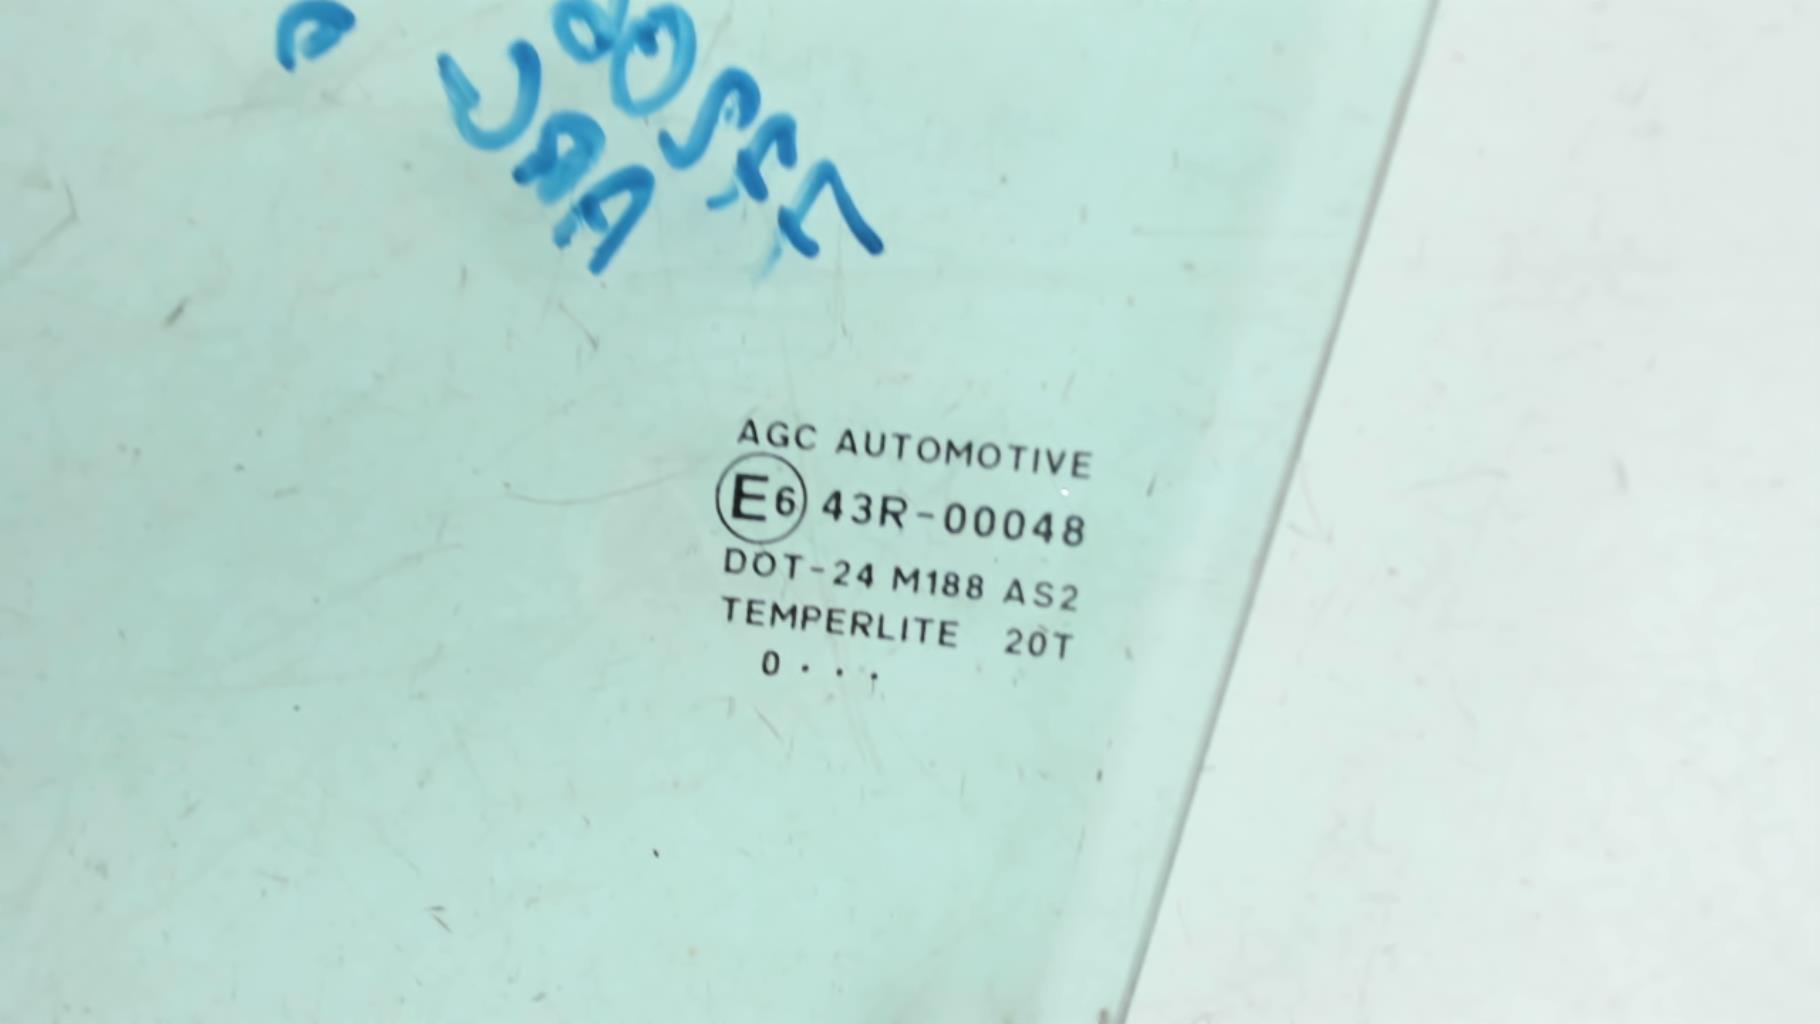 AGC AUTOMOTIVE
E6 43R-00048
DOT-24 M188 AS2
TEMPERLITE 20T
0 . . .